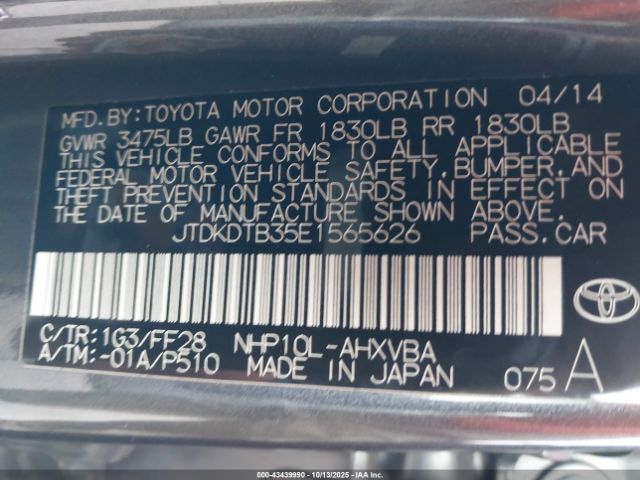 MFD. BY: TOYOTA MOTOR CORPORATION 04/14
GVWR 3475LB GAWR FR 1830LB RR 1830LB
THIS VEHICLE CONFORMS TO ALL APPLICABLE
FEDERAL MOTOR VEHICLE SAFETY, BUMPER, AND
THEFT PREVENTION STANDARDS IN EFFECT ON
THE DATE OF MANUFACTURE SHOWN ABOVE.
JTDKDTB35E1565626 PASS. CAR
C/TR: 1G3/FF28 NHP10L-AHXVBA
A/TM: -01A/P510 MADE IN JAPAN 075 A
TOYOTA
000-43439990 - 10/13/2025 - IAA Inc.